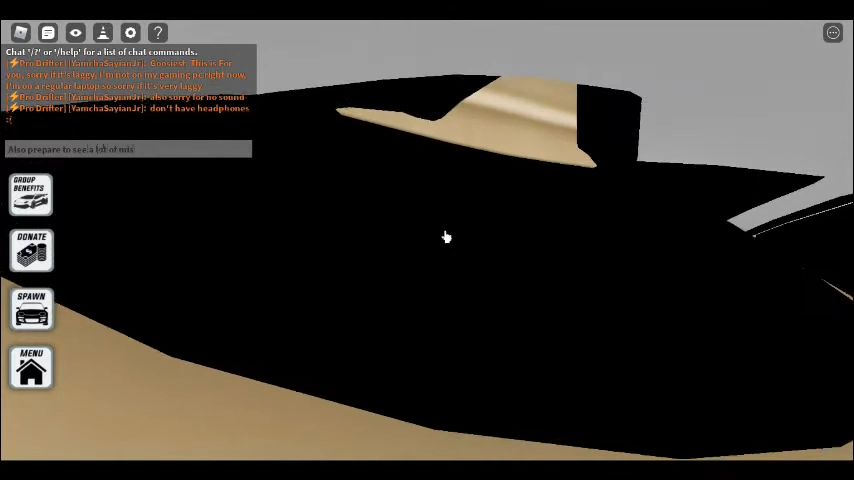 Chat '/?' or '/help' for a list of chat commands.
[⚡Pro Drifter] [YamchaSayianJr]: Goosiest. This is For
you, sorry if it's laggy, I'm not on my gaming pc right now,
I'm on a regular laptop so sorry if it's very laggy
[⚡Pro Drifter] [YamchaSayianJr]: also sorry for no sound
[⚡Pro Drifter] [YamchaSayianJr]: don't have headphones
:(
Also prepare to see a lot of mis
GROUP
BENEFITS
DONATE
SPAWN
MENU